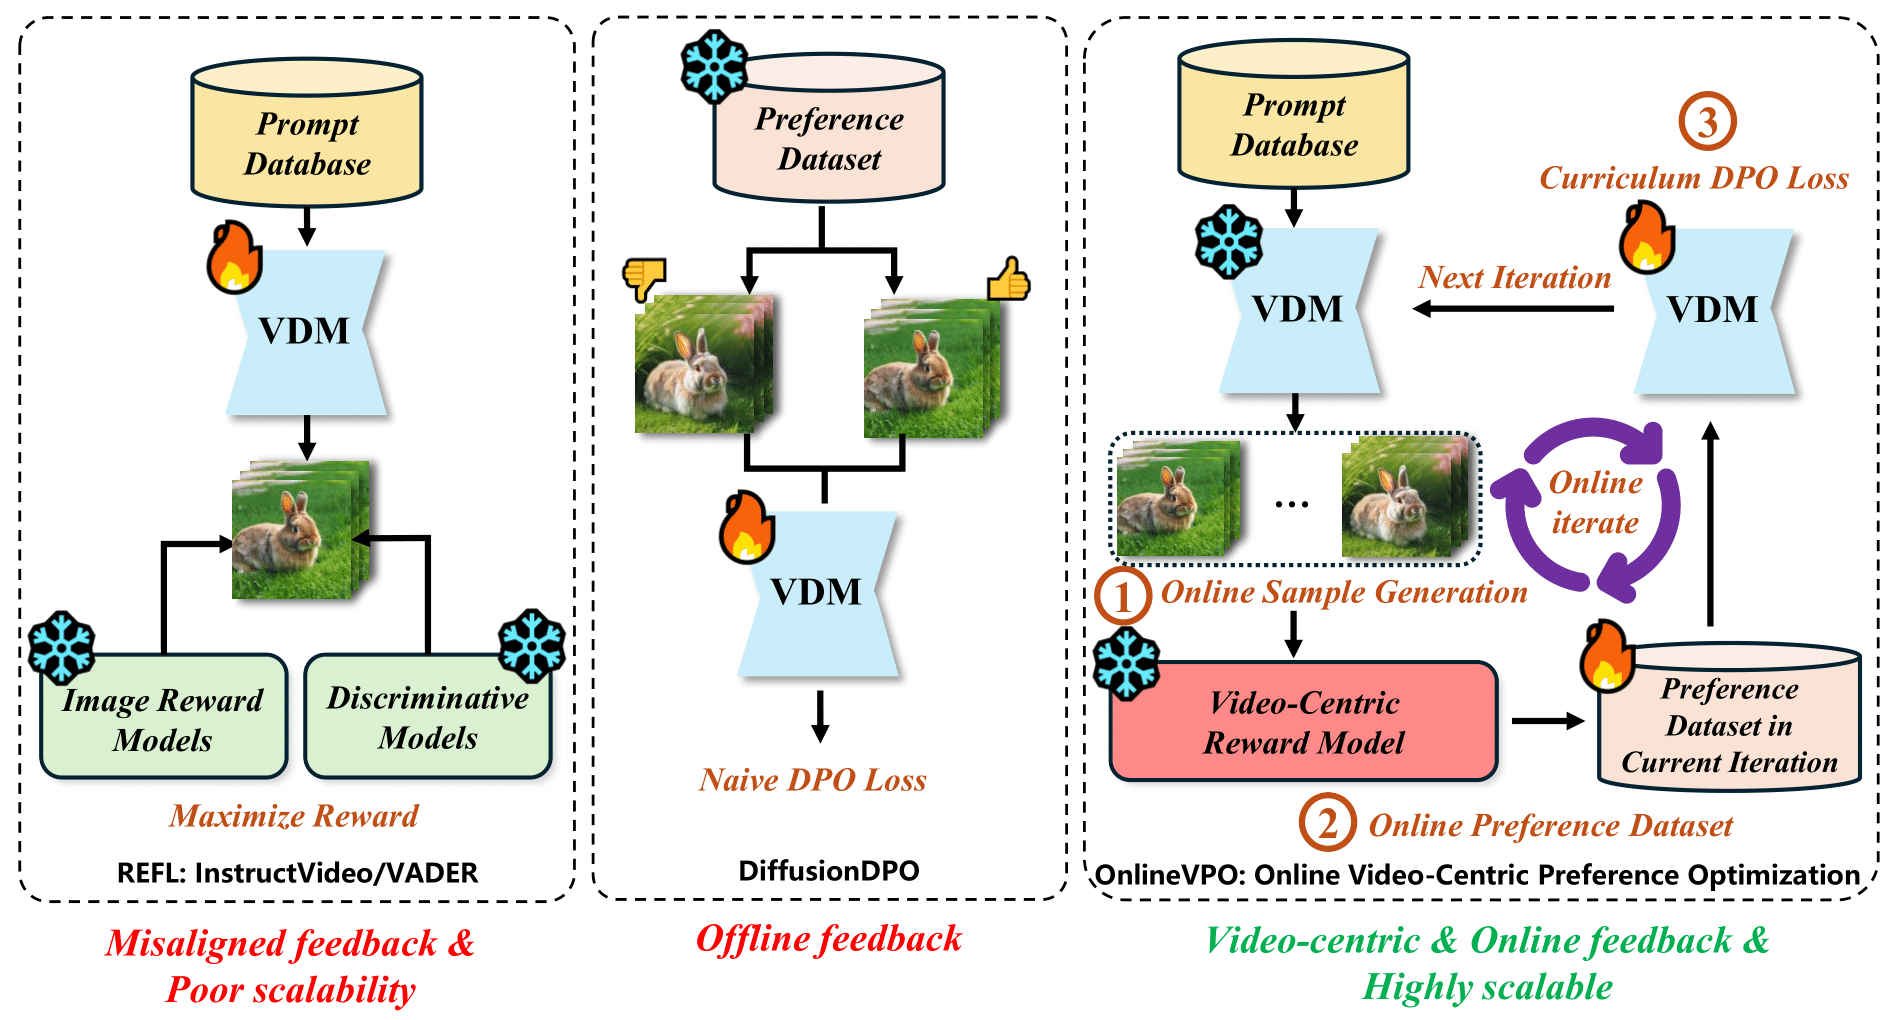 Prompt
Database
VDM
Image Reward
Models
Discriminative
Models
Maximize Reward
REFL: InstructVideo/VADER
Misaligned feedback &
Poor scalability
Preference
Dataset
VDM
Naive DPO Loss
DiffusionDPO
Offline feedback
Prompt
Database
3
Curriculum DPO Loss
VDM
Next Iteration
VDM
...
Online
iterate
1 Online Sample Generation
Video-Centric
Reward Model
Preference
Dataset in
Current Iteration
2 Online Preference Dataset
OnlineVPO: Online Video-Centric Preference Optimization
Video-centric & Online feedback &
Highly scalable